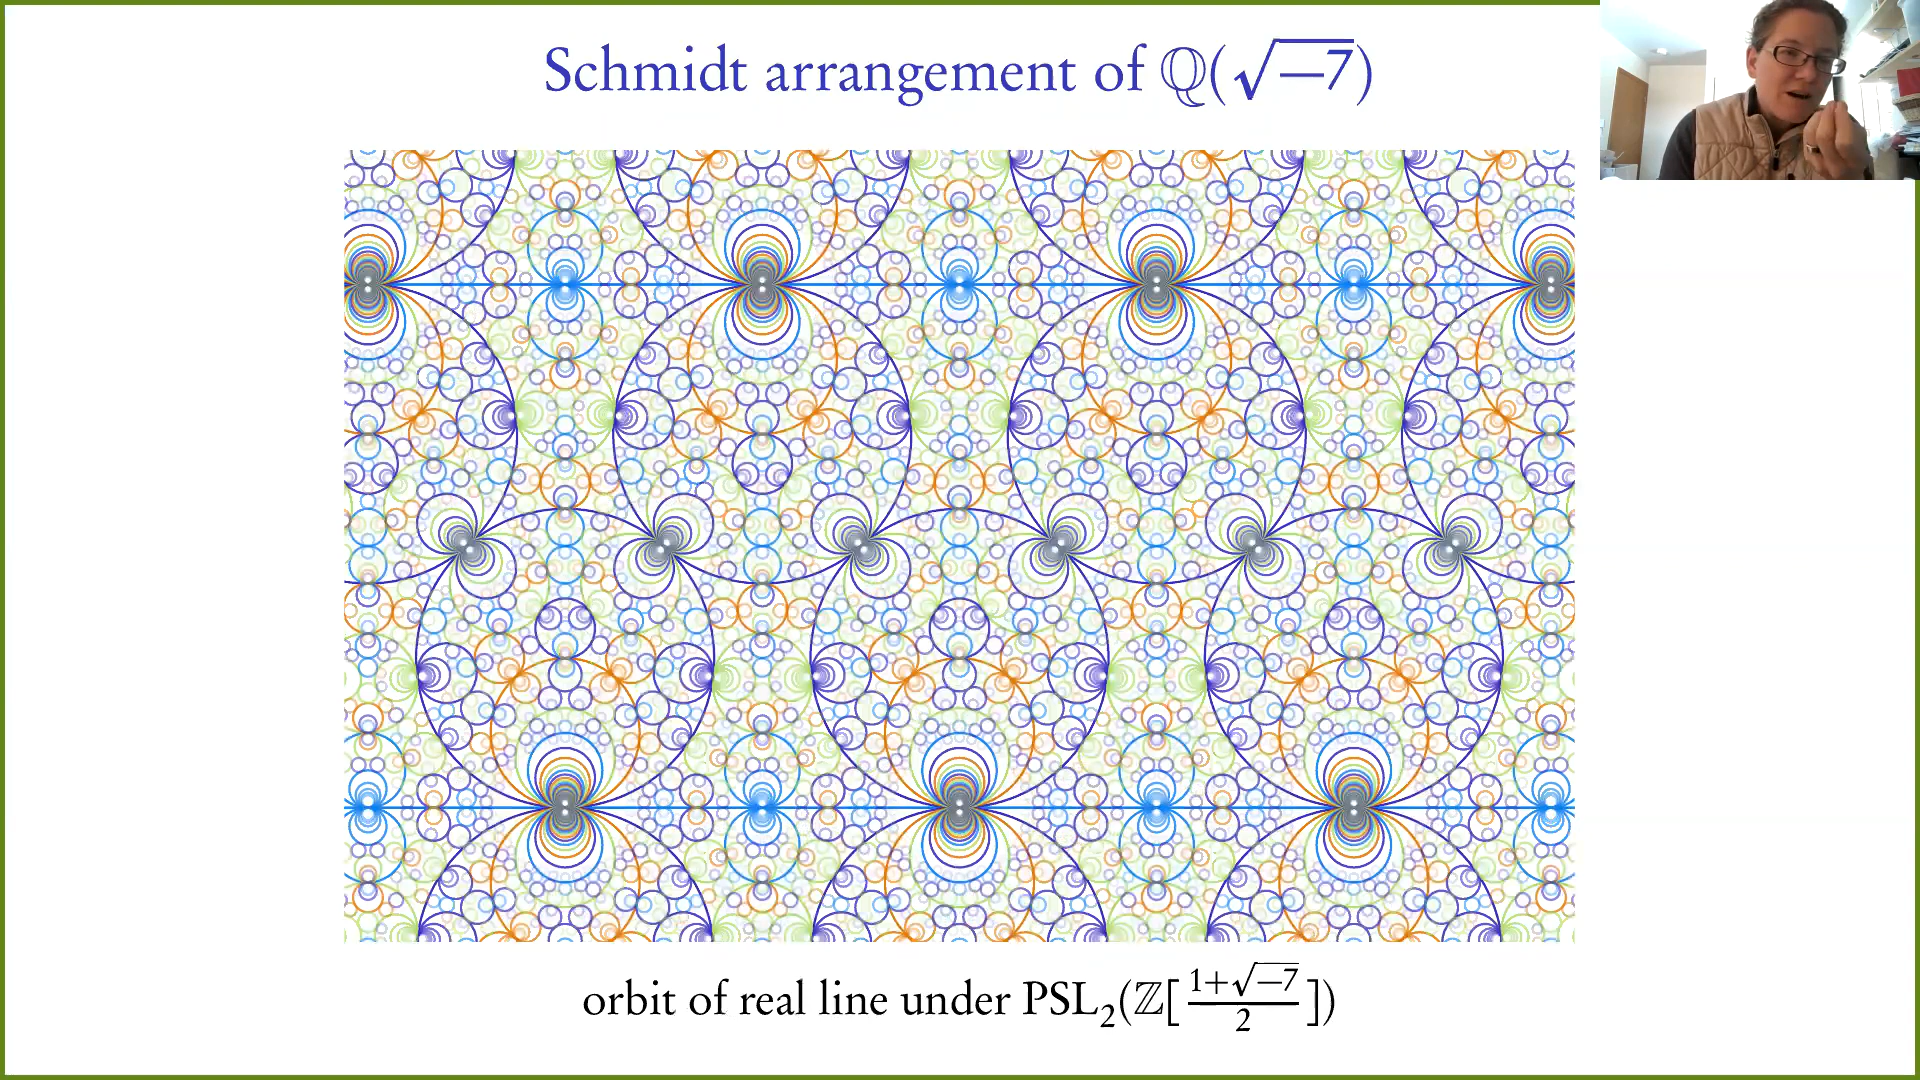 Schmidt arrangement of ℚ(√−7)
orbit of real line under PSL₂(ℤ[(1+√−7)/2])